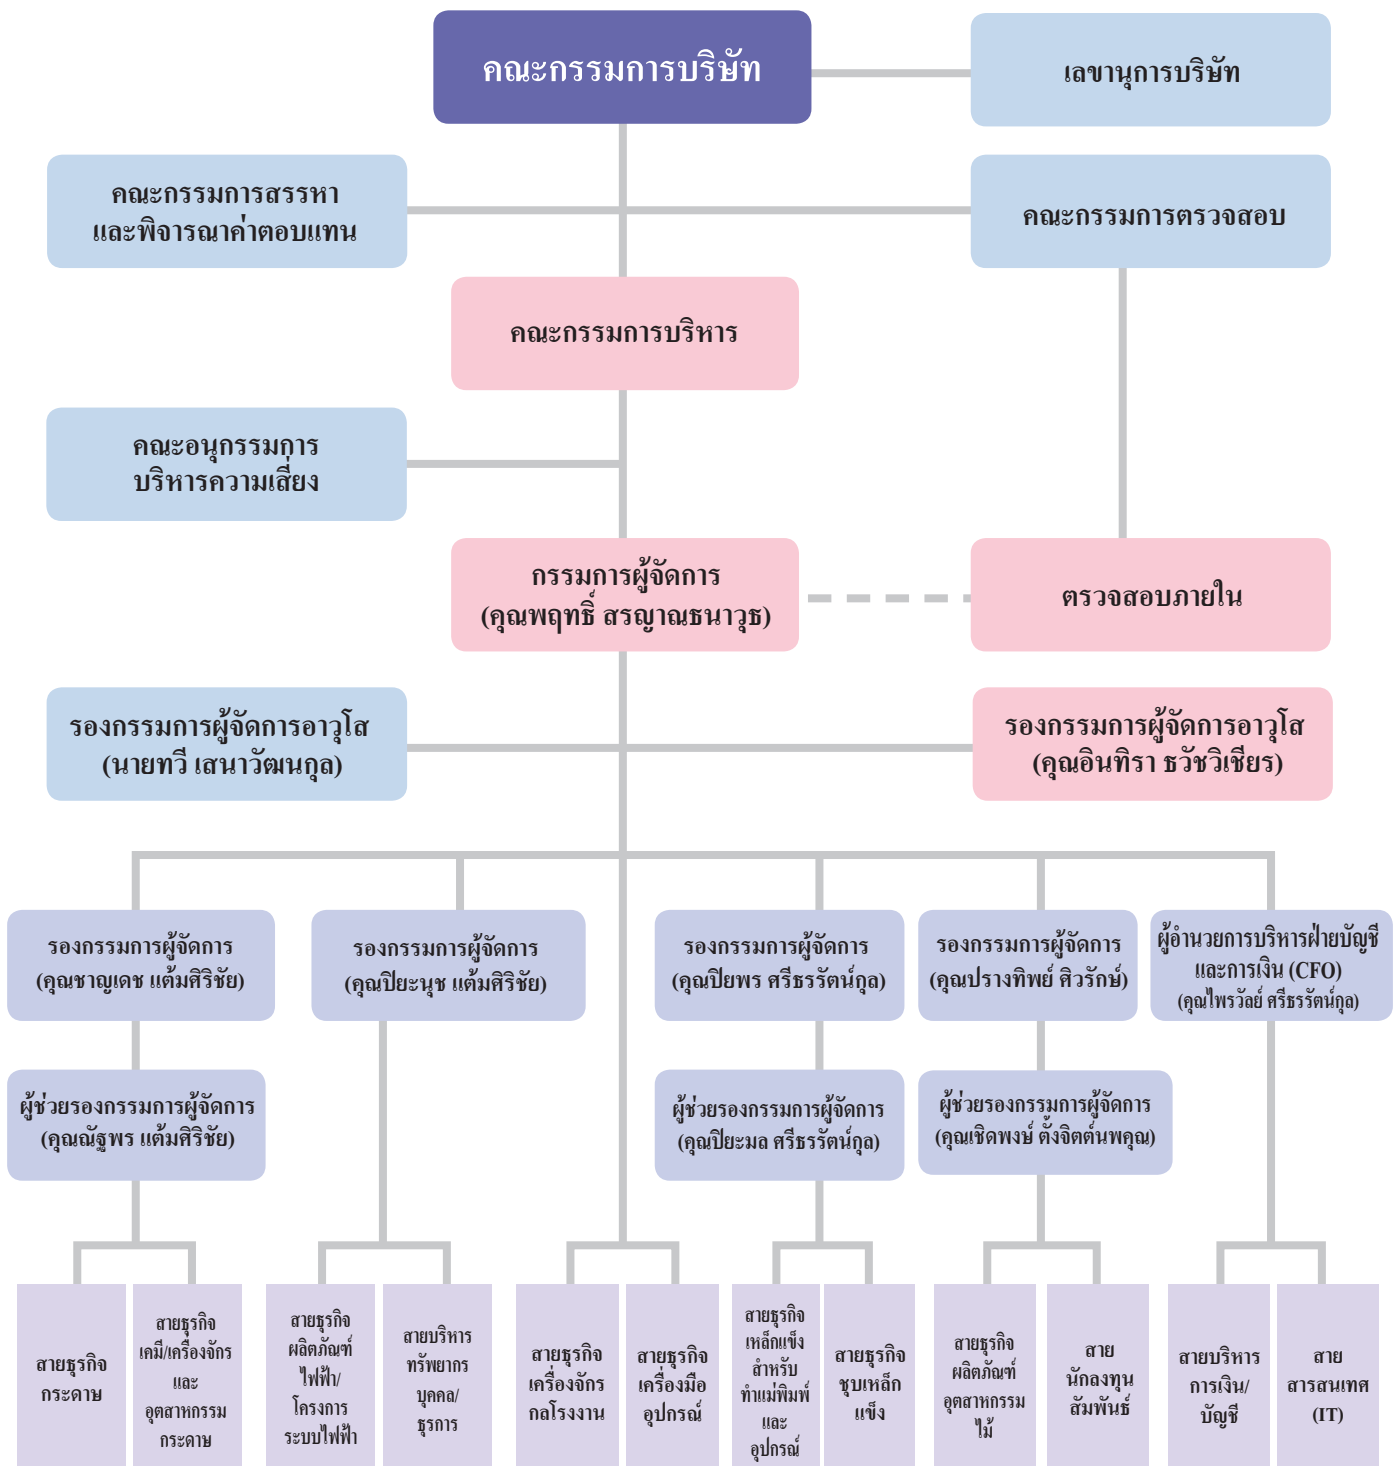 คณะกรรมการบริษัท
เลขานุการบริษัท
คณะกรรมการสรรหา
และพิจารณาค่าตอบแทน
คณะกรรมการตรวจสอบ
คณะกรรมการบริหาร
คณะอนุกรรมการ
บริหารความเสี่ยง
กรรมการผู้จัดการ
(คุณพฤทธิ์ สรญาณธนาวุธ)
ตรวจสอบภายใน
รองกรรมการผู้จัดการอาวุโส
(นายทวี เสนาวัฒนกุล)
รองกรรมการผู้จัดการอาวุโส
(คุณอินทิรา ธวัชวิเชียร)
รองกรรมการผู้จัดการ
(คุณชาญเดช แต้มศิริชัย)
รองกรรมการผู้จัดการ
(คุณปิยะนุช แต้มศิริชัย)
รองกรรมการผู้จัดการ
(คุณปิยพร ศรีธรรัตน์กุล)
รองกรรมการผู้จัดการ
(คุณปรางทิพย์ ศิวรักษ์)
ผู้อำนวยการบริหารฝ่ายบัญชี
และการเงิน (CFO)
(คุณไพรวัลย์ ศรีธรรัตน์กุล)
ผู้ช่วยรองกรรมการผู้จัดการ
(คุณณัฐพร แต้มศิริชัย)
ผู้ช่วยรองกรรมการผู้จัดการ
(คุณปิยะมล ศรีธรรัตน์กุล)
ผู้ช่วยรองกรรมการผู้จัดการ
(คุณเชิดพงษ์ ตั้งจิตต์นพคุณ)
สายธุรกิจ
กระดาษ
สายธุรกิจ
เคมี/เครื่องจักร
และ
อุตสาหกรรม
กระดาษ
สายธุรกิจ
ผลิตภัณฑ์
ไฟฟ้า/
โครงการ
ระบบไฟฟ้า
สายบริหาร
ทรัพยากร
บุคคล/
ธุรการ
สายธุรกิจ
เครื่องจักร
กลโรงงาน
สายธุรกิจ
เครื่องมือ
อุปกรณ์
สายธุรกิจ
เหล็กแข็ง
สำหรับ
ทำแม่พิมพ์
และ
อุปกรณ์
สายธุรกิจ
ชุบเหล็ก
แข็ง
สายธุรกิจ
ผลิตภัณฑ์
อุตสาหกรรม
ไม้
สาย
นักลงทุน
สัมพันธ์
สายบริหาร
การเงิน/
บัญชี
สาย
สารสนเทศ
(IT)